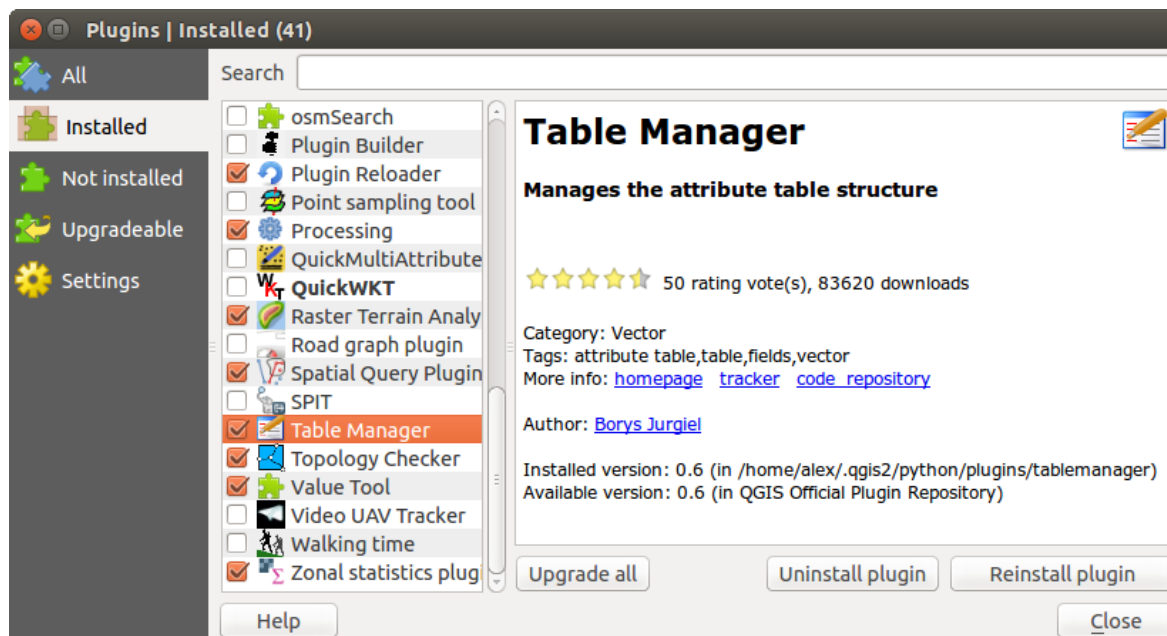 Plugins | Installed (41)
All
Installed
Not installed
Upgradeable
Settings
Search
osmSearch
Plugin Builder
Plugin Reloader
Point sampling tool
Processing
QuickMultiAttribute
WKT QuickWKT
Raster Terrain Analy
Road graph plugin
Spatial Query Plugin
SPIT
Table Manager
Topology Checker
Value Tool
Video UAV Tracker
Walking time
Σ Zonal statistics plugi
Table Manager
Manages the attribute table structure
50 rating vote(s), 83620 downloads
Category: Vector
Tags: attribute table,table,fields,vector
More info: homepage tracker code repository
Author: Borys Jurgiel
Installed version: 0.6 (in /home/alex/.qgis2/python/plugins/tablemanager)
Available version: 0.6 (in QGIS Official Plugin Repository)
Upgrade all
Uninstall plugin
Reinstall plugin
Help
Close